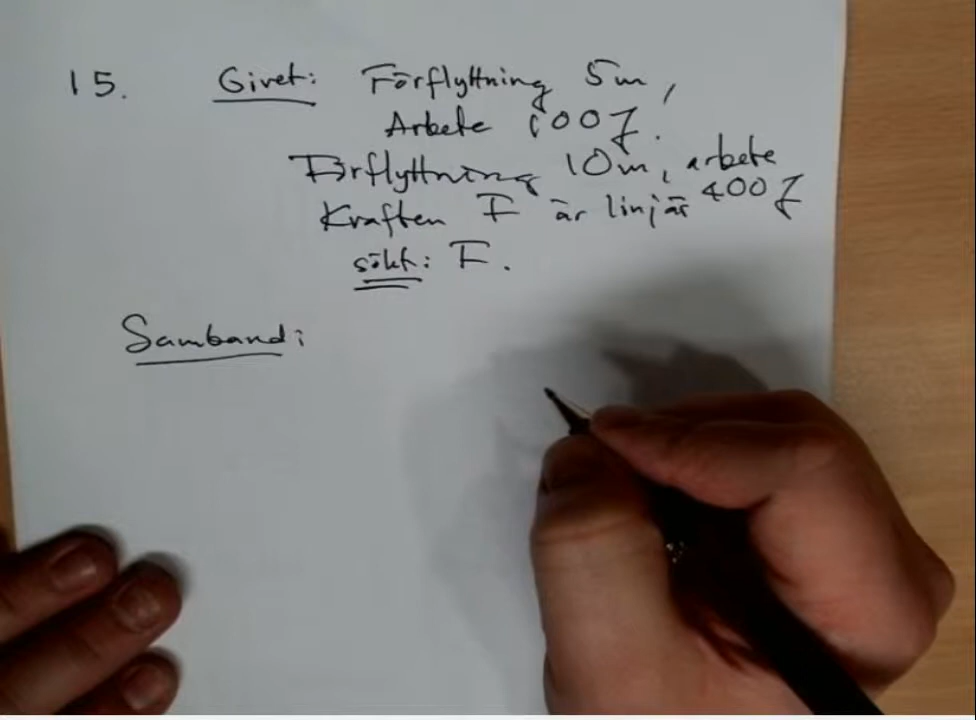 15. Givet: Förflyttning 5m,
Arbete 100 J.
Förflyttning 10m, arbete
400 J
Kraften F är linjär
sökt: F.
Samband: